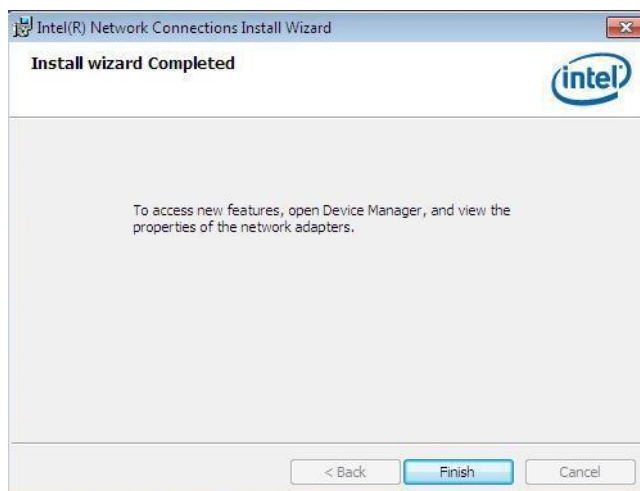 Intel(R) Network Connections Install Wizard
Install wizard Completed
intel
To access new features, open Device Manager, and view the
properties of the network adapters.
< Back
Finish
Cancel